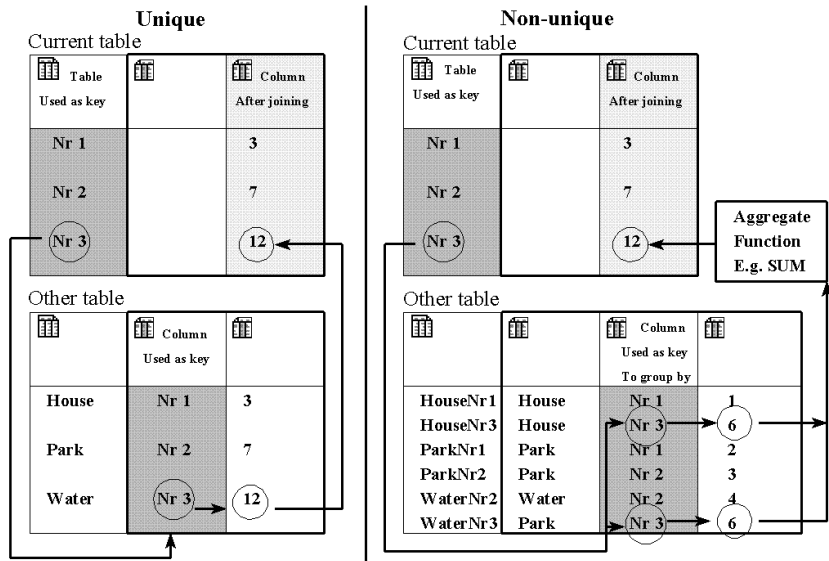 Unique
Current table
Table
Used as key
Column
After joining
Nr 1 3
Nr 2 7
Nr 3 12
Other table
Column
Used as key
House Nr 1 3
Park Nr 2 7
Water Nr 3 12
Non-unique
Current table
Table
Used as key
Column
After joining
Nr 1 3
Nr 2 7
Nr 3 12
Aggregate
Function
E.g. SUM
Other table
Column
Used as key
To group by
HouseNr1 House Nr 1 1
HouseNr3 House Nr 3 6
ParkNr1 Park Nr 1 2
ParkNr2 Park Nr 2 3
WaterNr2 Water Nr 2 4
WaterNr3 Park Nr 3 6